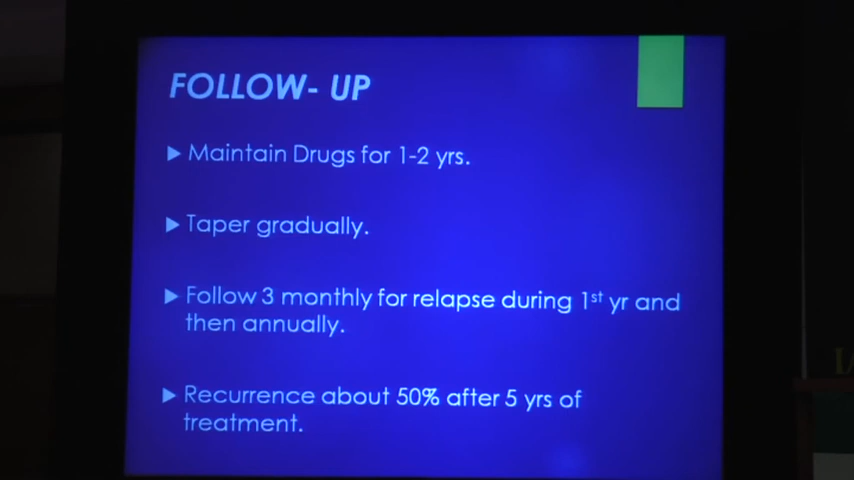 FOLLOW- UP
▶ Maintain Drugs for 1-2 yrs.
▶ Taper gradually.
▶ Follow 3 monthly for relapse during 1st yr and
then annually.
▶ Recurrence about 50% after 5 yrs of
treatment.